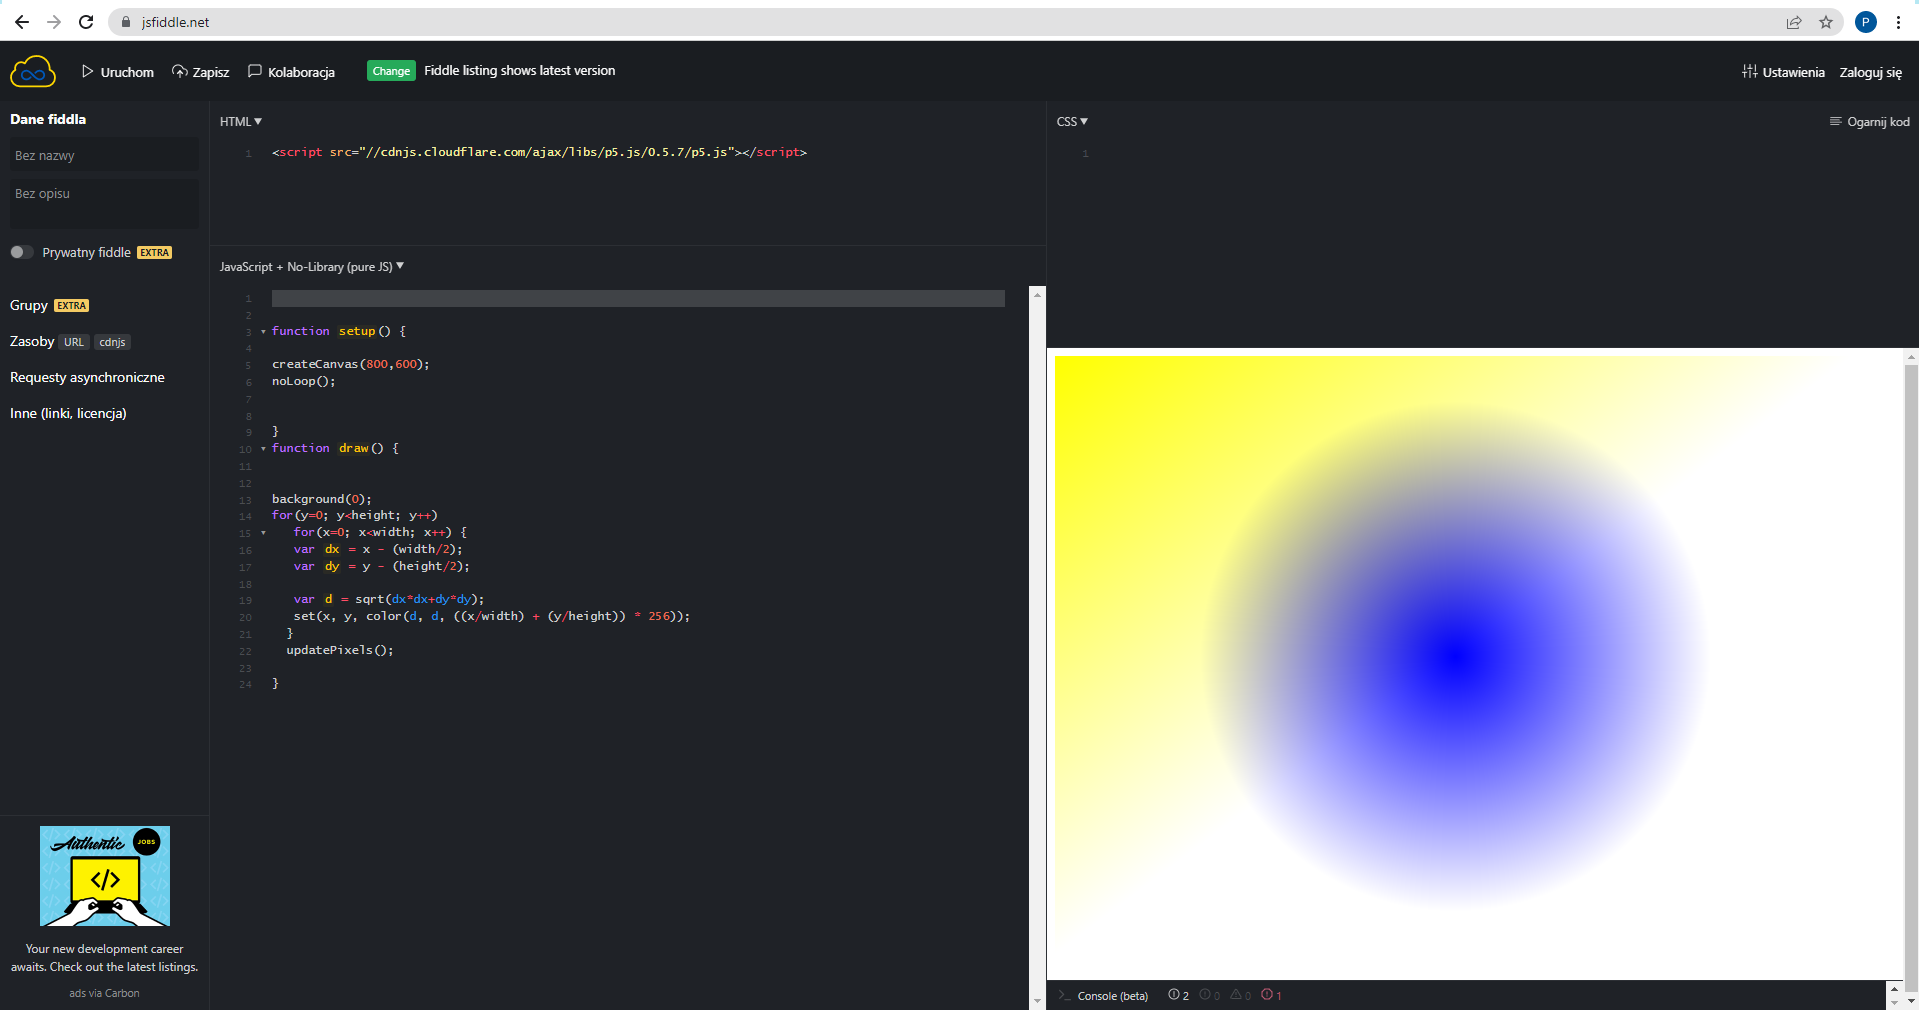 jsfiddle.net
P
Uruchom
Zapisz
Kolaboracja
Change
Fiddle listing shows latest version
Ustawienia
Zaloguj się
Dane fiddla
Bez nazwy
Bez opisu
Prywatny fiddle EXTRA
Grupy EXTRA
Zasoby URL cdnjs
Requesty asynchroniczne
Inne (linki, licencja)
Authentic JOBS
</>
Your new development career
awaits. Check out the latest listings.
ads via Carbon
HTML
1 <script src="//cdnjs.cloudflare.com/ajax/libs/p5.js/0.5.7/p5.js"></script>
JavaScript + No-Library (pure JS)
1
2
3 function setup() {
4
5 createCanvas(800,600);
6 noLoop();
7
8
9 }
10 function draw() {
11
12
13 background(0);
14 for(y=0; y<height; y++)
15 for(x=0; x<width; x++) {
16 var dx = x - (width/2);
17 var dy = y - (height/2);
18
19 var d = sqrt(dx*dx+dy*dy);
20 set(x, y, color(d, d, ((x/width) + (y/height)) * 256));
21 }
22 updatePixels();
23
24 }
CSS
Ogarnij kod
1
>_ Console (beta) 2 0 0 1